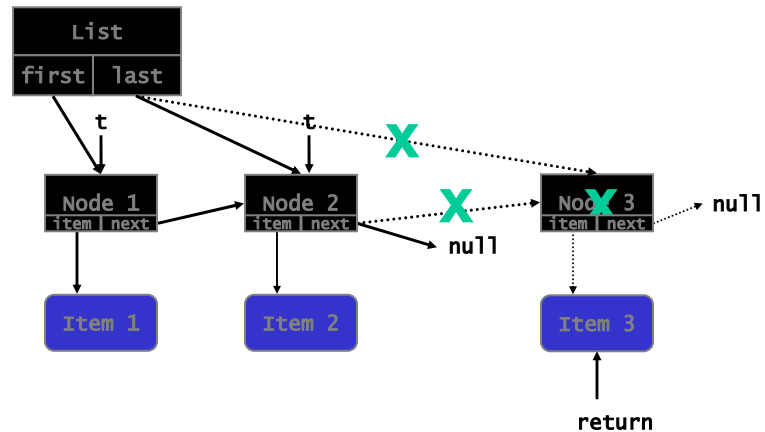 List
first last
t t
X
Node 1 Node 2 Node 3
X X
null
item next item next item next
null
Item 1 Item 2 Item 3
return